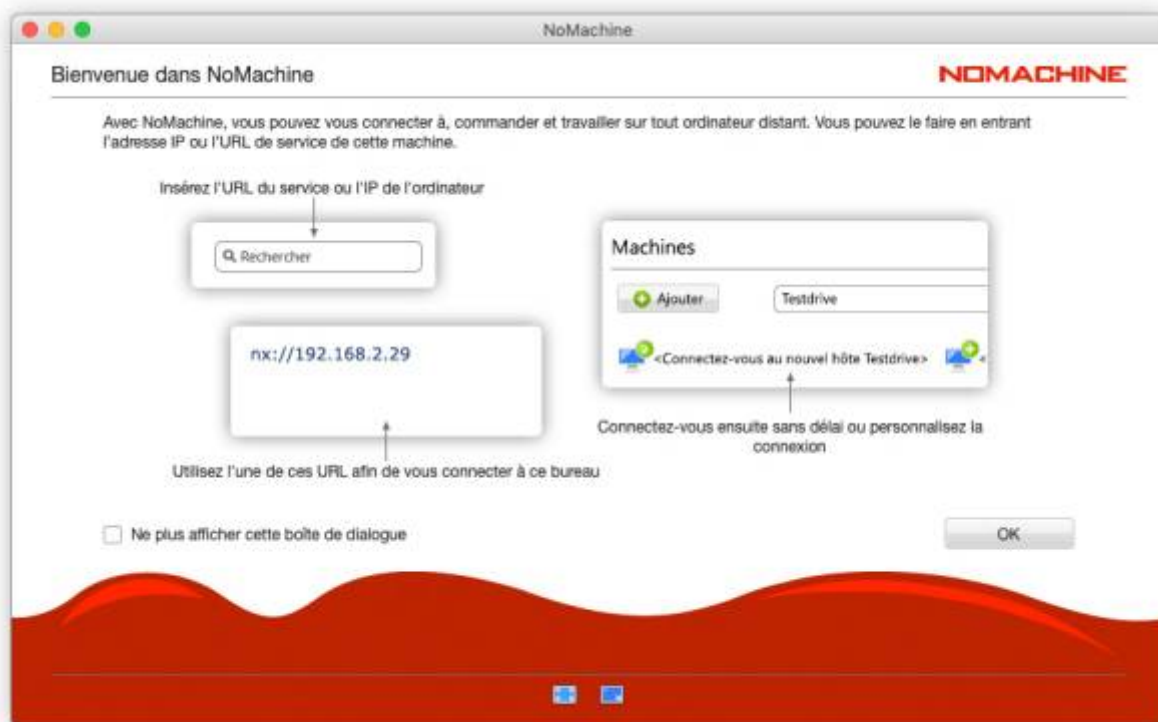 NoMachine
Bienvenue dans NoMachine
NOMACHINE
Avec NoMachine, vous pouvez vous connecter à, commander et travailler sur tout ordinateur distant. Vous pouvez le faire en entrant
l'adresse IP ou l'URL de service de cette machine.
Insérez l'URL du service ou l'IP de l'ordinateur
Rechercher
nx://192.168.2.29
Utilisez l'une de ces URL afin de vous connecter à ce bureau
Machines
Ajouter
Testdrive
<Connectez-vous au nouvel hôte Testdrive>
<
Connectez-vous ensuite sans délai ou personnalisez la
connexion
Ne plus afficher cette boîte de dialogue
OK